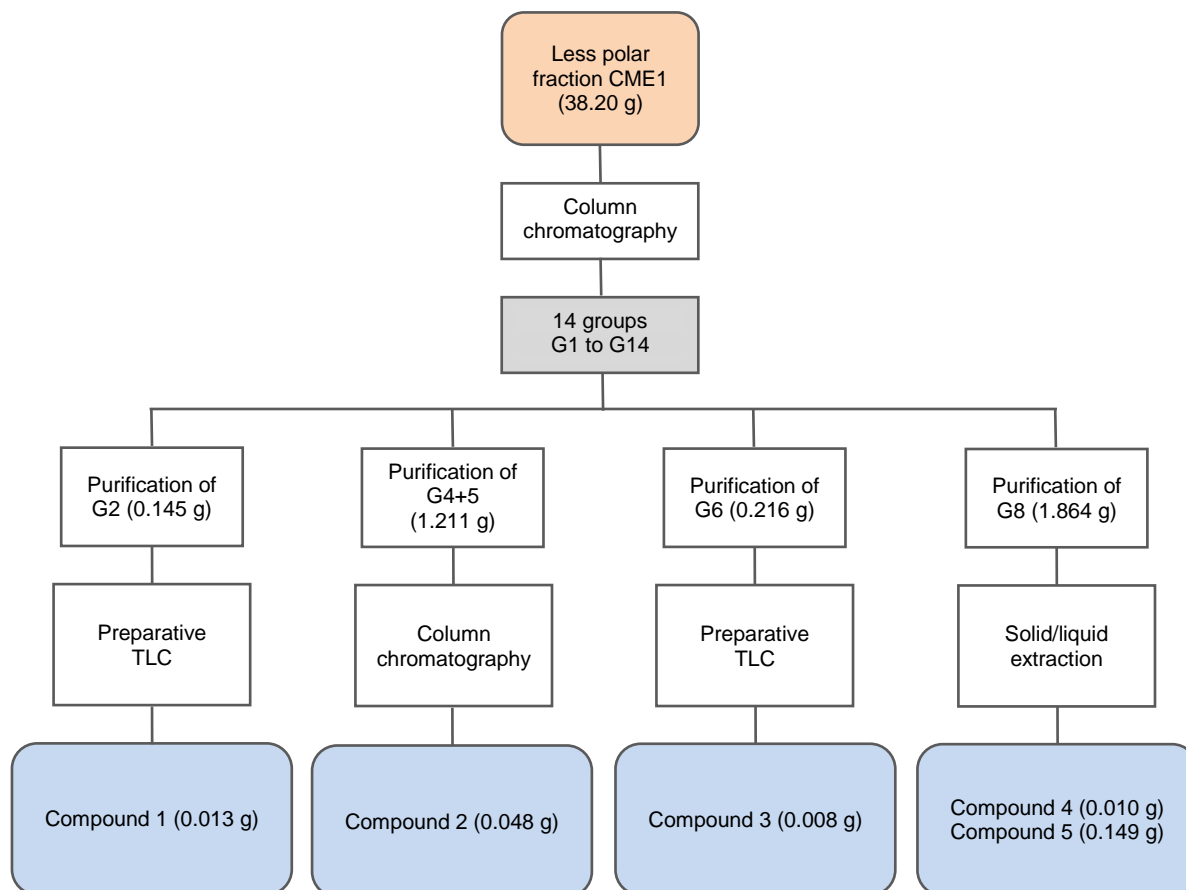 Less polar
fraction CME1
(38.20 g)
Column
chromatography
14 groups
G1 to G14
Purification of
G2 (0.145 g)
Purification of
G4+5
(1.211 g)
Purification of
G6 (0.216 g)
Purification of
G8 (1.864 g)
Preparative
TLC
Column
chromatography
Preparative
TLC
Solid/liquid
extraction
Compound 1 (0.013 g)
Compound 2 (0.048 g)
Compound 3 (0.008 g)
Compound 4 (0.010 g)
Compound 5 (0.149 g)